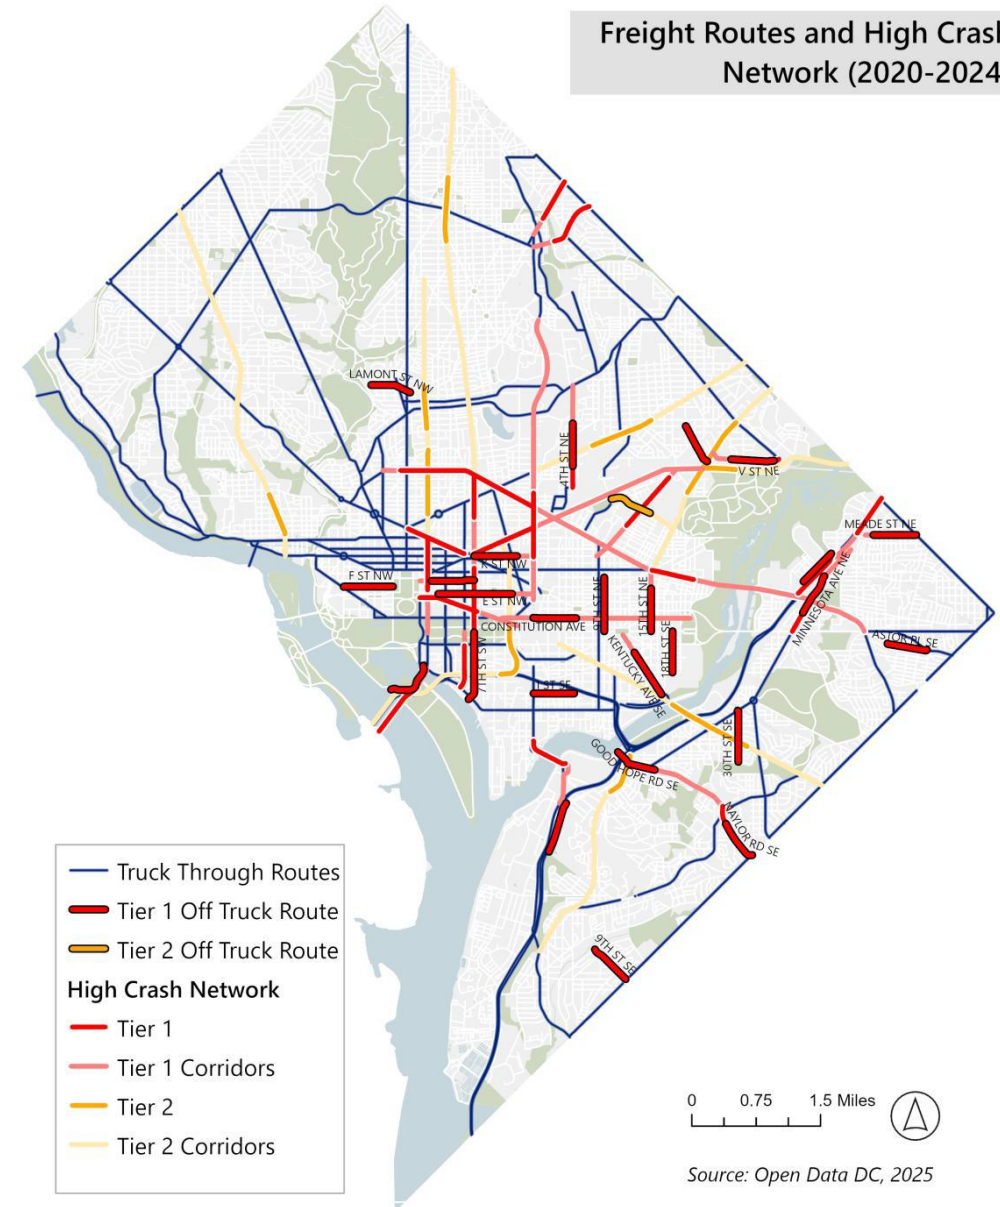 Freight Routes and High Crash
Network (2020-2024
LAMONT ST NW
4TH ST NE
V ST NE
MEADE ST NE
K ST NW
F ST NW
E ST NW
9TH ST NE
15TH ST NE
MINNESOTA AVE NE
CONSTITUTION AVE
18TH ST SE
ASTOR PL SE
7TH ST SW
KENTUCKY AVE SE
I ST SE
30TH ST SE
GOOD HOPE RD SE
NAYLOR RD SE
9TH ST SE
Truck Through Routes
Tier 1 Off Truck Route
Tier 2 Off Truck Route
High Crash Network
Tier 1
Tier 1 Corridors
Tier 2
Tier 2 Corridors
0 0.75 1.5 Miles
Source: Open Data DC, 2025